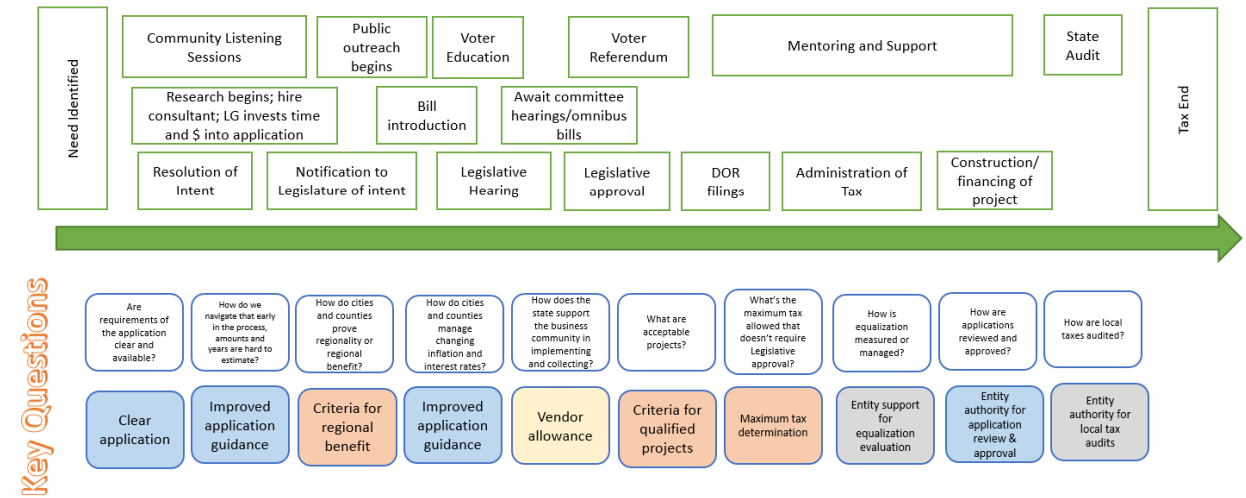 Need Identified
Community Listening
Sessions
Public
outreach
begins
Voter
Education
Voter
Referendum
Mentoring and Support
State
Audit
Tax End
Research begins; hire
consultant; LG invests time
and $ into application
Bill
introduction
Await committee
hearings/omnibus
bills
Resolution of
Intent
Notification to
Legislature of intent
Legislative
Hearing
Legislative
approval
DOR
filings
Administration of
Tax
Construction/
financing of
project
Key Questions
Are
requirements of
the application
clear and
available?
How do we
navigate that early
in the process,
amounts and
years are hard to
estimate?
How do cities
and counties
prove
regionality or
regional
benefit?
How do cities
and counties
manage
changing
inflation and
interest rates?
How does the
state support
the business
community in
implementing
and collecting?
What are
acceptable
projects?
What's the
maximum tax
allowed that
doesn't require
Legislative
approval?
How is
equalization
measured or
managed?
How are
applications
reviewed and
approved?
How are local
taxes audited?
Clear
application
Improved
application
guidance
Criteria for
regional
benefit
Improved
application
guidance
Vendor
allowance
Criteria for
qualified
projects
Maximum tax
determination
Entity support
for
equalization
evaluation
Entity
authority for
application
review &
approval
Entity
authority for
local tax
audits